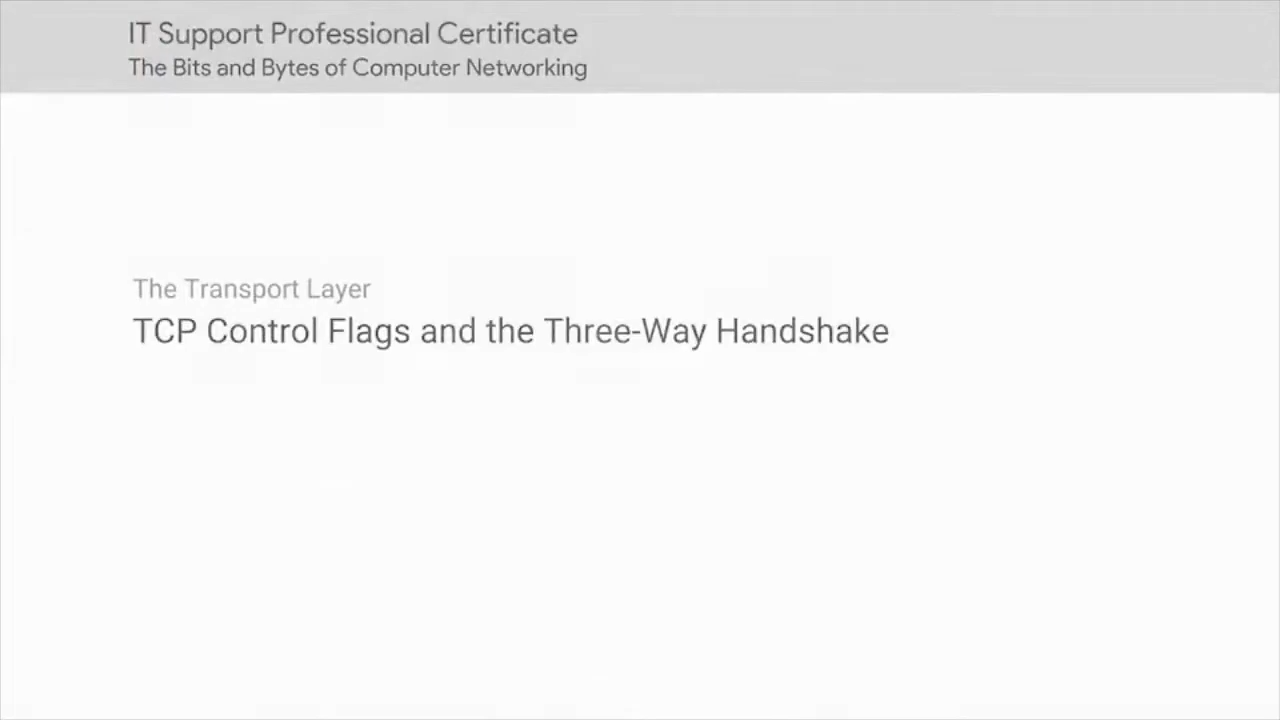 IT Support Professional Certificate
The Bits and Bytes of Computer Networking
The Transport Layer
TCP Control Flags and the Three-Way Handshake